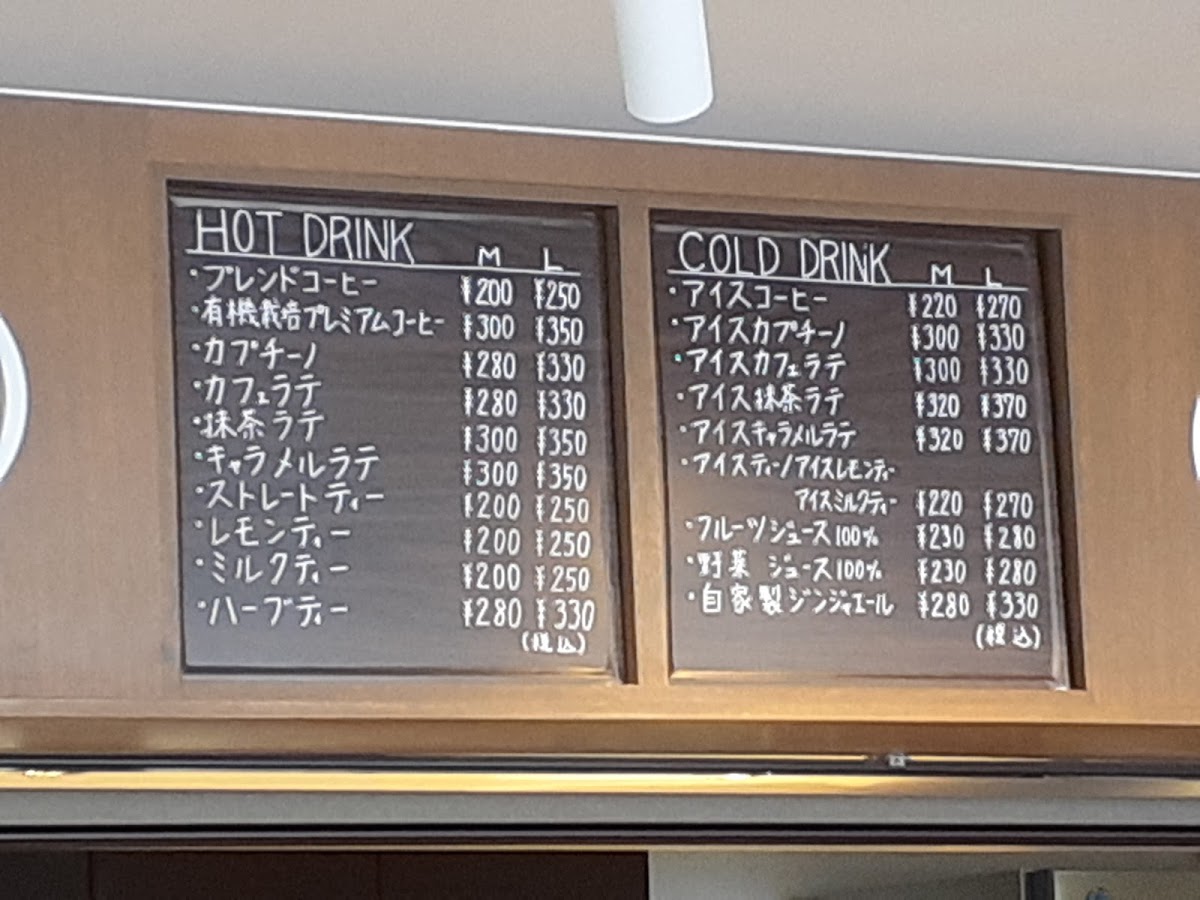 HOT DRINK M L
・ブレンドコーヒー ¥200 ¥250
・有機栽培プレミアムコーヒー ¥300 ¥350
・カプチーノ ¥280 ¥330
・カフェラテ ¥280 ¥330
・抹茶ラテ ¥300 ¥350
・キャラメルラテ ¥300 ¥350
・ストレートティー ¥200 ¥250
・レモンティー ¥200 ¥250
・ミルクティー ¥200 ¥250
・ハーブティー ¥280 ¥330
(税込)
COLD DRINK M L
・アイスコーヒー ¥220 ¥270
・アイスカプチーノ ¥300 ¥330
・アイスカフェラテ ¥300 ¥330
・アイス抹茶ラテ ¥320 ¥370
・アイスキャラメルラテ ¥320 ¥370
・アイスティー/アイスレモンティー
アイスミルクティー ¥220 ¥270
・フルーツジュース100% ¥230 ¥280
・野菜 ジュース100% ¥230 ¥280
・自家製ジンジャエール ¥280 ¥330
(税込)